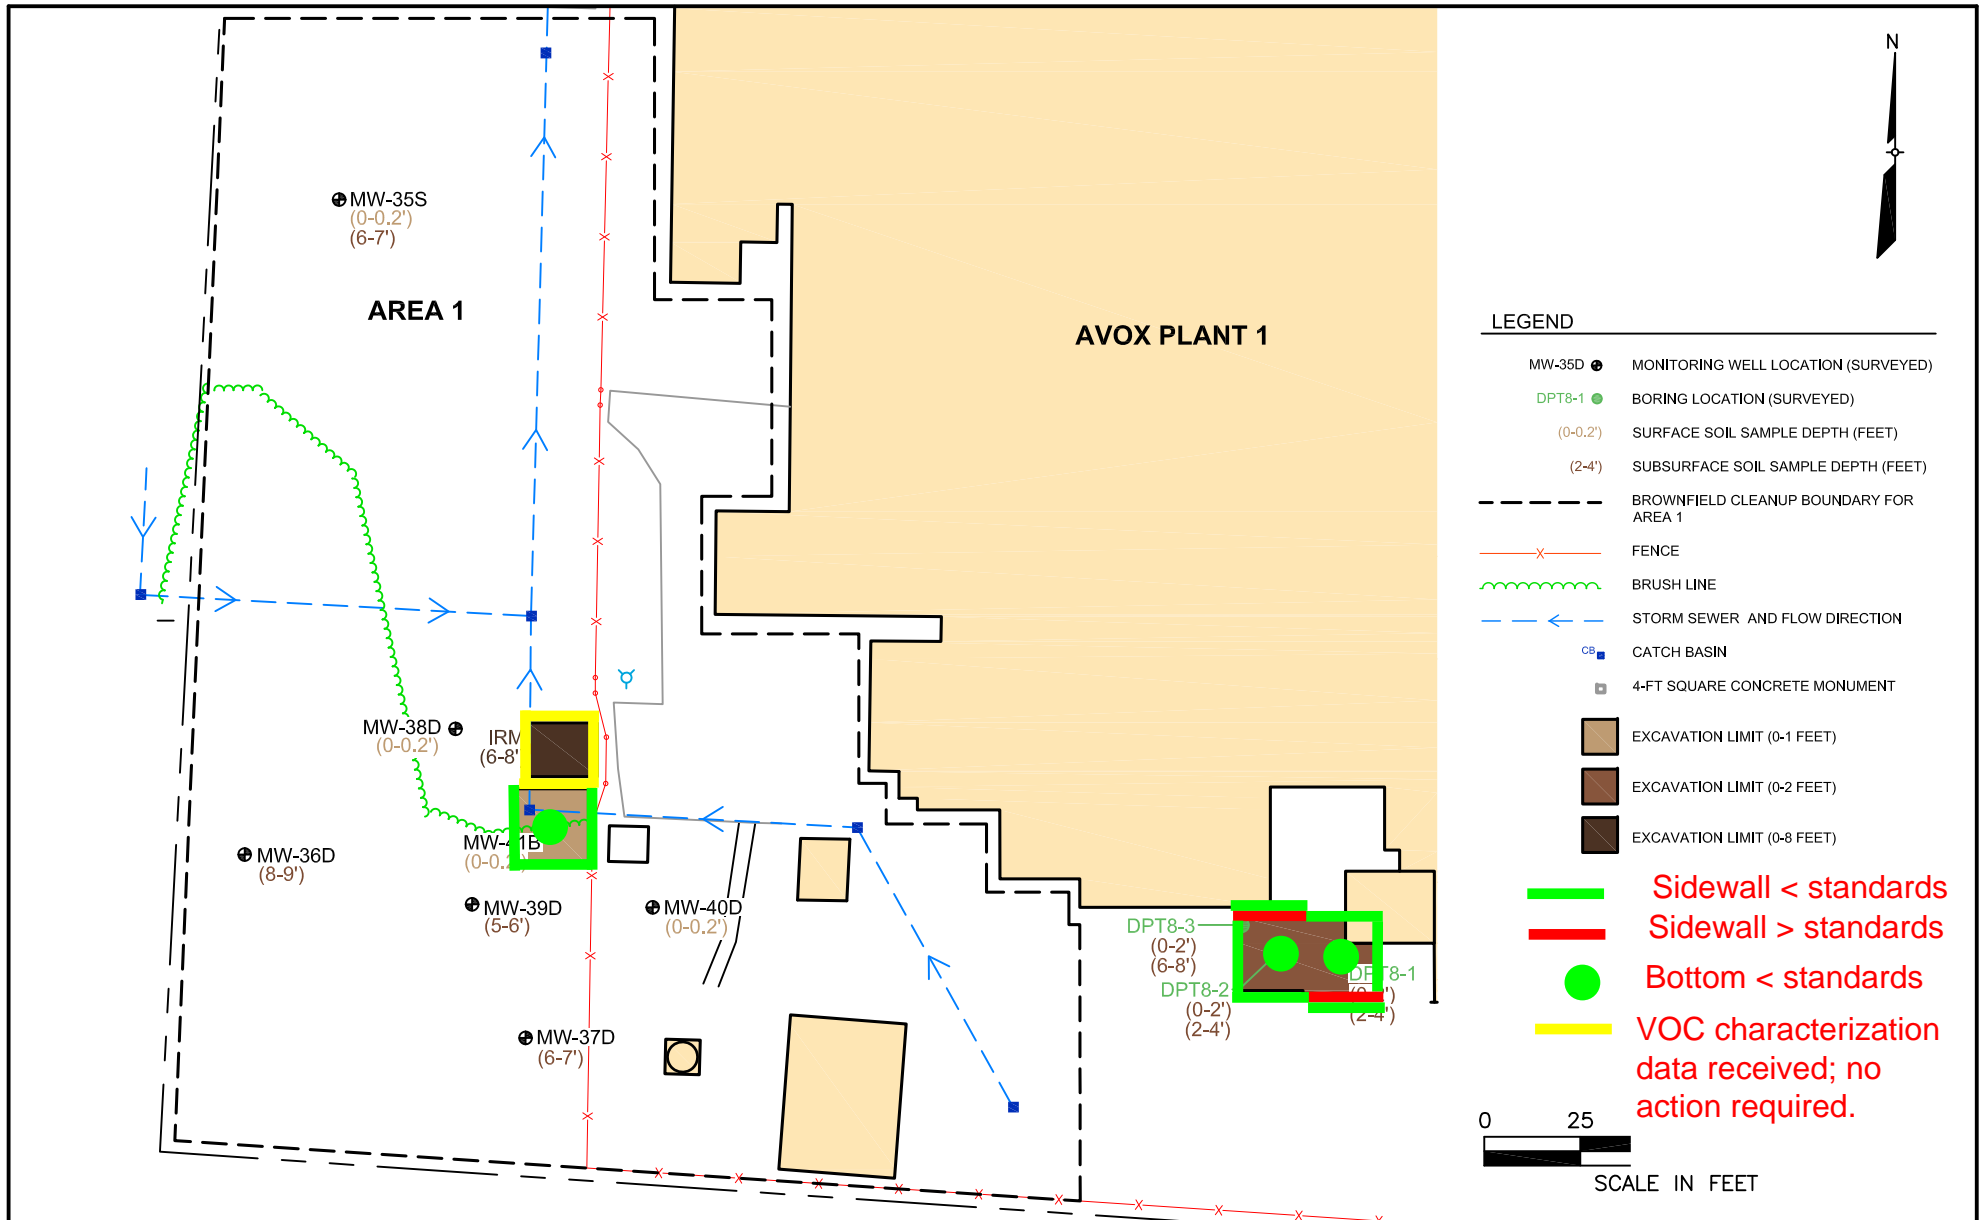 N
MW-35S
(0-0.2')
(6-7')
AREA 1
AVOX PLANT 1
LEGEND
MW-35D MONITORING WELL LOCATION (SURVEYED)
DPT8-1 BORING LOCATION (SURVEYED)
(0-0.2') SURFACE SOIL SAMPLE DEPTH (FEET)
(2-4') SUBSURFACE SOIL SAMPLE DEPTH (FEET)
BROWNFIELD CLEANUP BOUNDARY FOR
AREA 1
X FENCE
BRUSH LINE
STORM SEWER AND FLOW DIRECTION
CB CATCH BASIN
4-FT SQUARE CONCRETE MONUMENT
EXCAVATION LIMIT (0-1 FEET)
EXCAVATION LIMIT (0-2 FEET)
EXCAVATION LIMIT (0-8 FEET)
Sidewall < standards
Sidewall > standards
Bottom < standards
VOC characterization
data received; no
action required.
0 25
SCALE IN FEET
MW-38D
(0-0.2')
IRM
(6-8'
MW-41B
MW-36D
(8-9')
MW-39D
(5-6')
MW-40D
(0-0.2')
MW-37D
(6-7')
DPT8-3
(0-2')
(6-8')
DPT8-2
(0-2')
(2-4')
DPT8-1
(2-4')